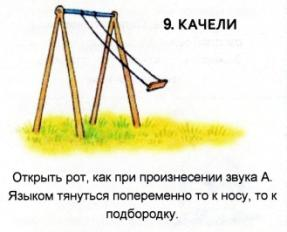 9. КАЧЕЛИ
Открыть рот, как при произнесении звука А.
Языком тянуться попеременно то к носу, то к
подбородку.